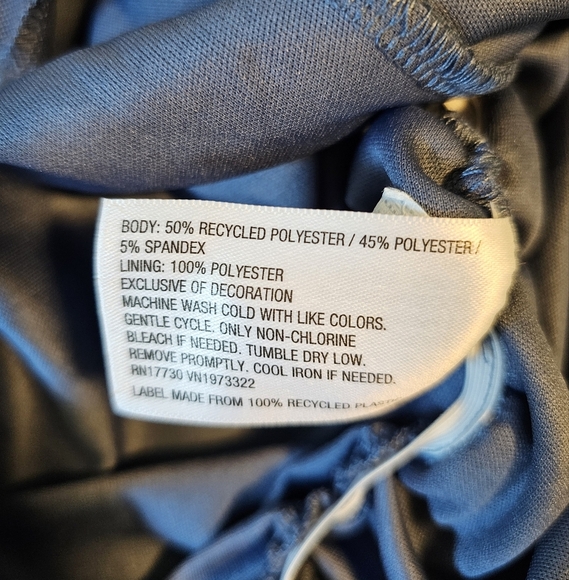 BODY: 50% RECYCLED POLYESTER / 45% POLYESTER /
5% SPANDEX
LINING: 100% POLYESTER
EXCLUSIVE OF DECORATION
MACHINE WASH COLD WITH LIKE COLORS.
GENTLE CYCLE. ONLY NON-CHLORINE
BLEACH IF NEEDED. TUMBLE DRY LOW.
REMOVE PROMPTLY. COOL IRON IF NEEDED.
RN17730 VN1973322
LABEL MADE FROM 100% RECYCLED PLASTIC